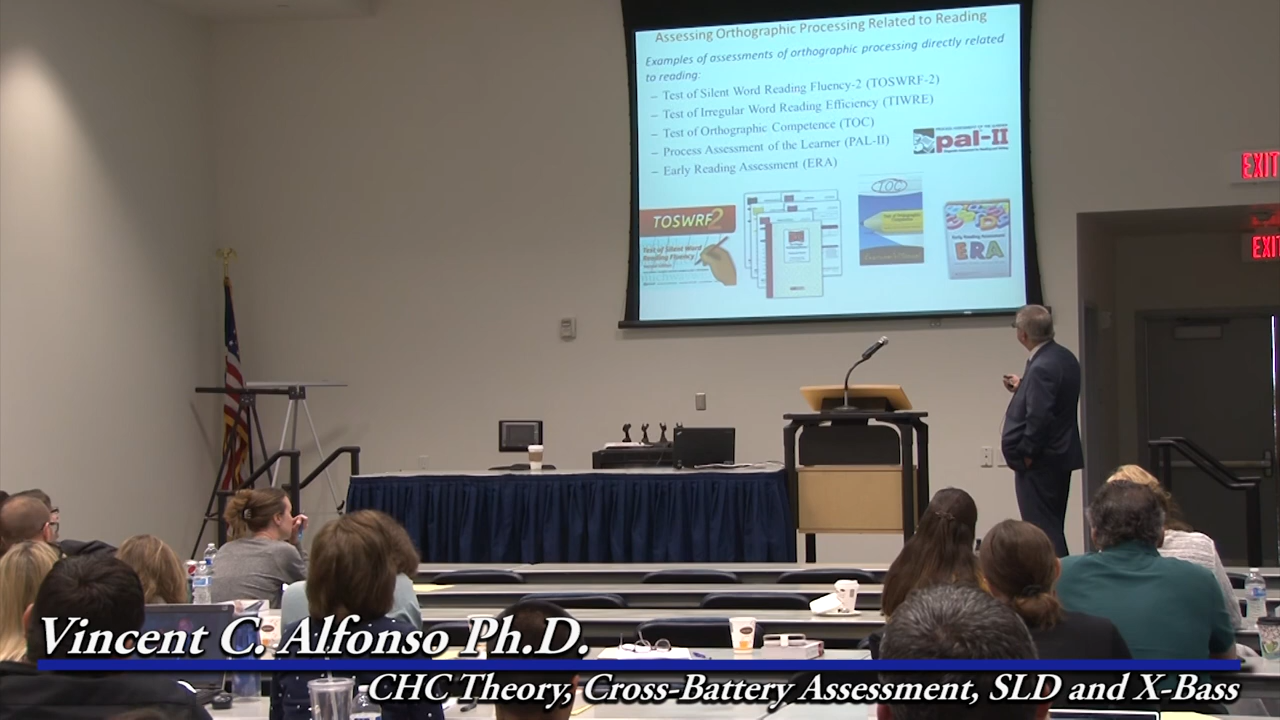 Assessing Orthographic Processing Related to Reading
Examples of assessments of orthographic processing directly related
to reading:
– Test of Silent Word Reading Fluency-2 (TOSWRF-2)
– Test of Irregular Word Reading Efficiency (TIWRE)
– Test of Orthographic Competence (TOC)
– Process Assessment of the Learner (PAL-II)
– Early Reading Assessment (ERA)
pal-II
TOSWRF2
Test of Silent Word
Reading Fluency
TOC
ERA
EXIT
EXIT
Vincent C. Alfonso Ph.D.
CHC Theory, Cross-Battery Assessment, SLD and X-Bass